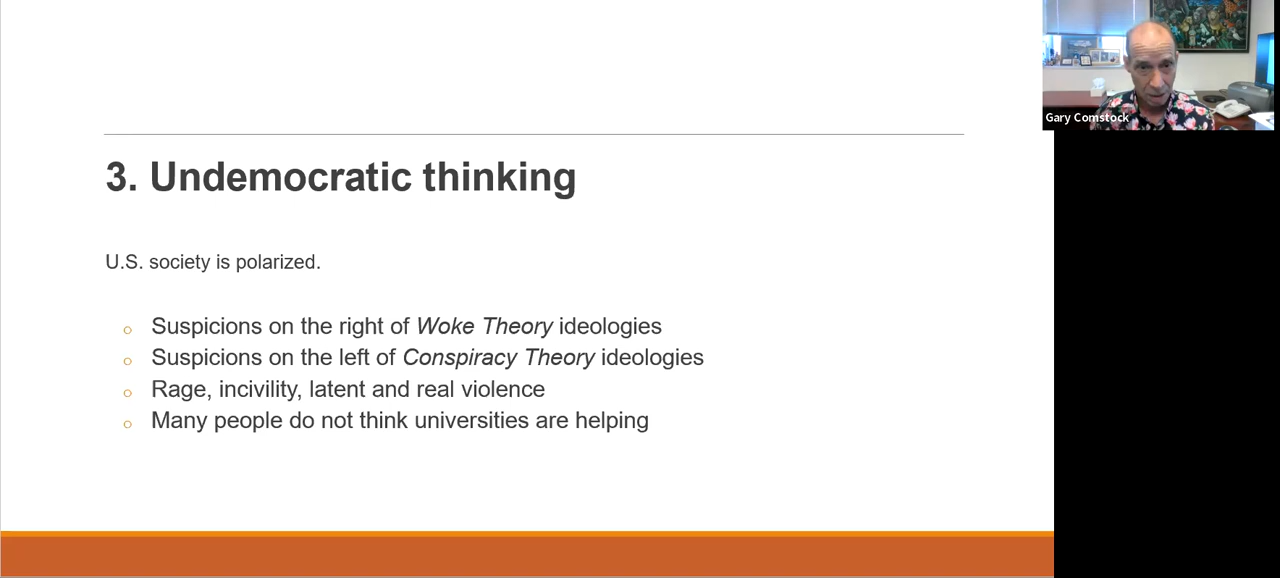 3. Undemocratic thinking
U.S. society is polarized.
Suspicions on the right of Woke Theory ideologies
Suspicions on the left of Conspiracy Theory ideologies
Rage, incivility, latent and real violence
Many people do not think universities are helping
Gary Comstock